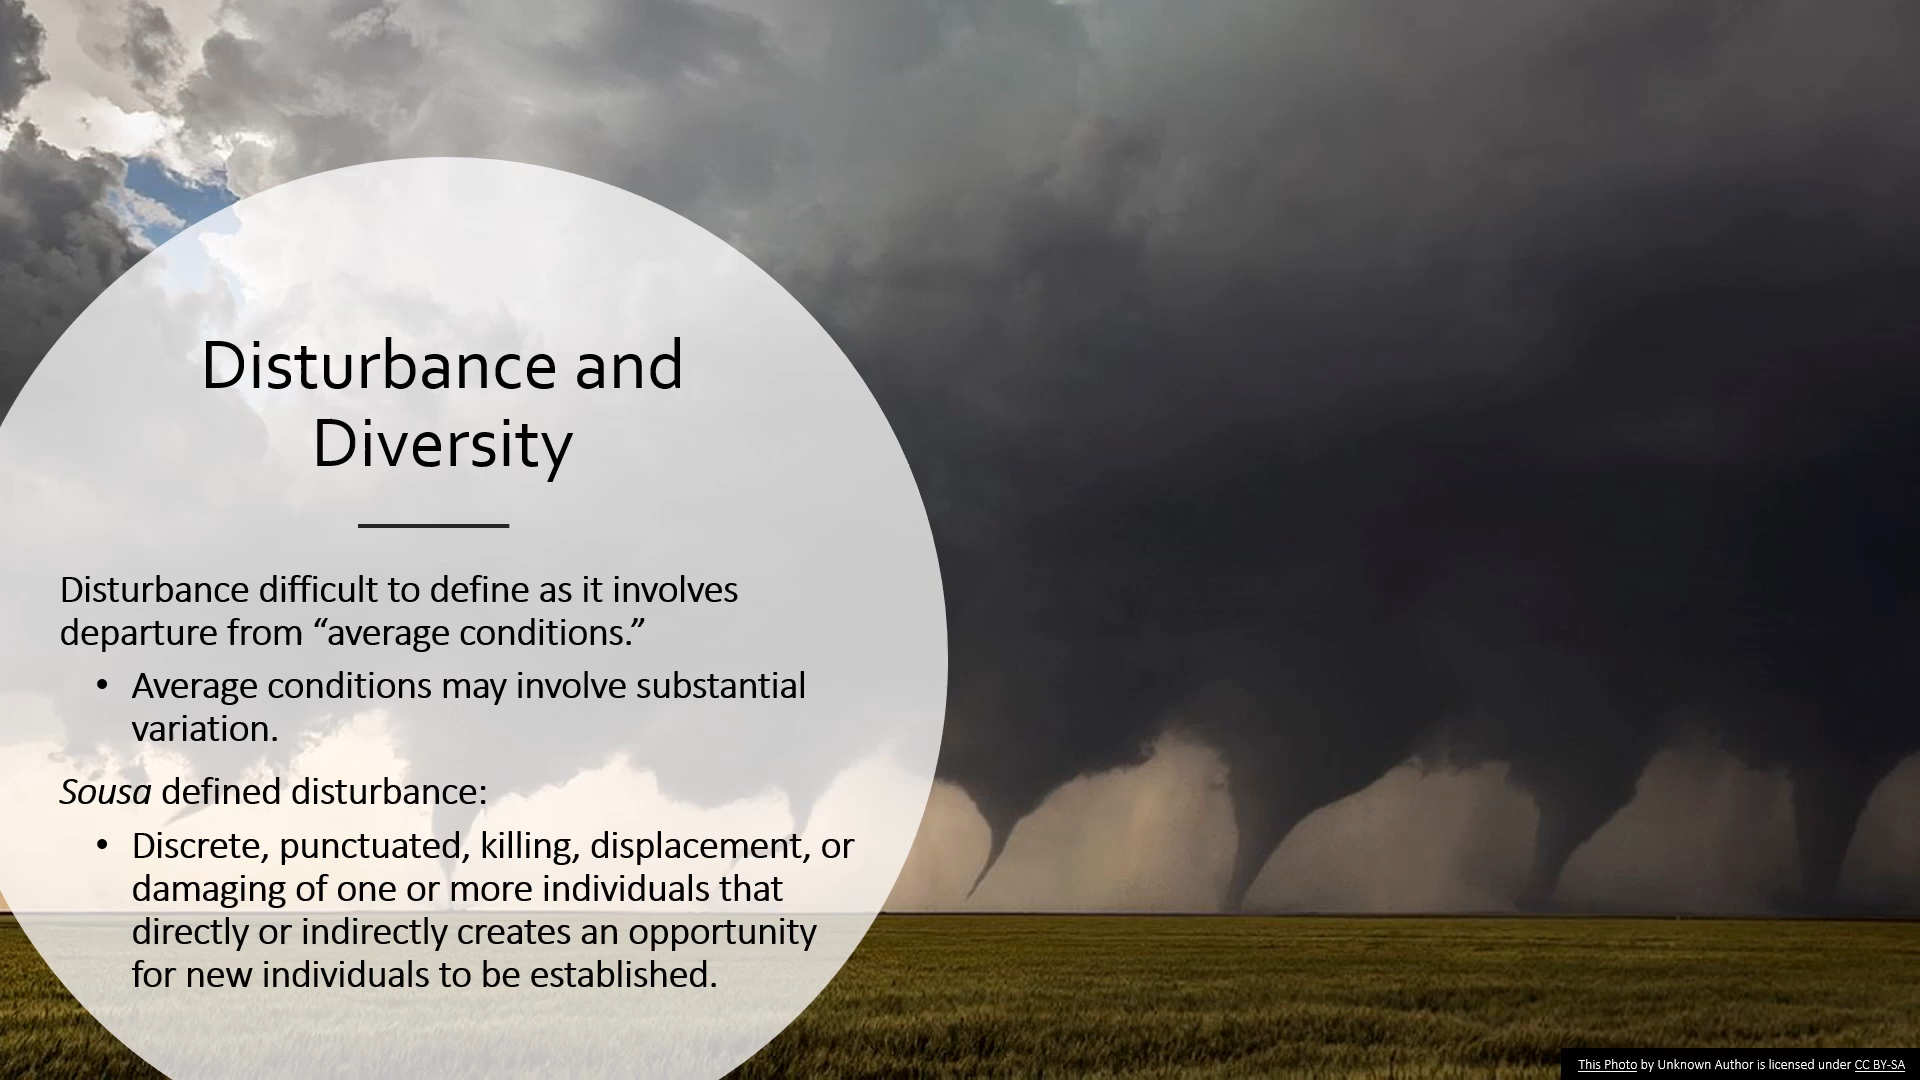 Disturbance and
Diversity
Disturbance difficult to define as it involves
departure from “average conditions.”
• Average conditions may involve substantial
variation.
Sousa defined disturbance:
• Discrete, punctuated, killing, displacement, or
damaging of one or more individuals that
directly or indirectly creates an opportunity
for new individuals to be established.
This Photo by Unknown Author is licensed under CC BY-SA